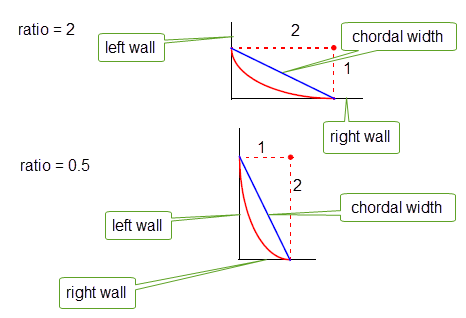 ratio = 2
2
chordal width
left wall
1
right wall
ratio = 0.5
1
2
chordal width
left wall
right wall